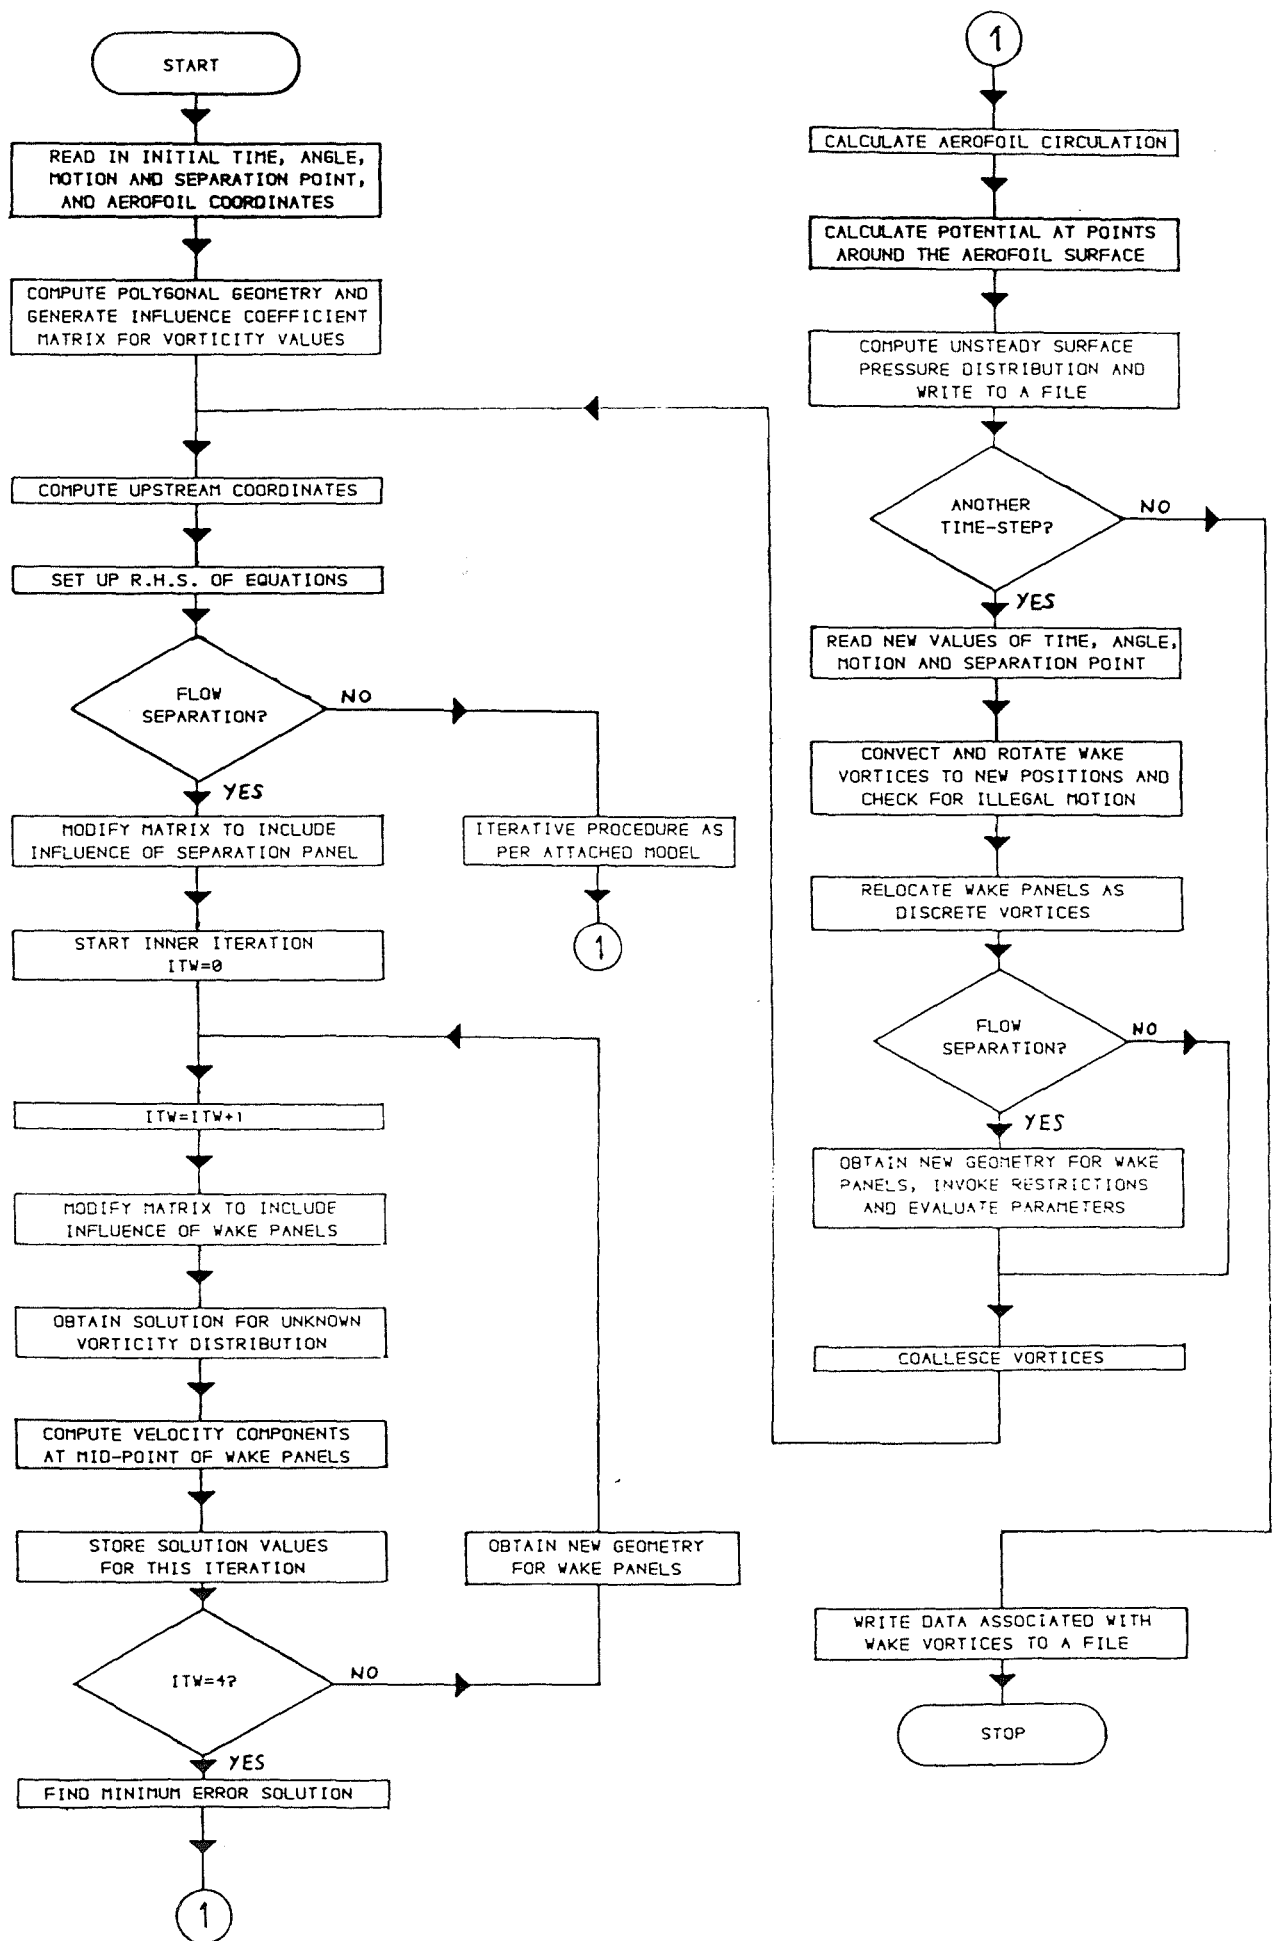 START
READ IN INITIAL TIME, ANGLE,
MOTION AND SEPARATION POINT,
AND AEROFOIL COORDINATES
COMPUTE POLYGONAL GEOMETRY AND
GENERATE INFLUENCE COEFFICIENT
MATRIX FOR VORTICITY VALUES
COMPUTE UPSTREAM COORDINATES
SET UP R.H.S. OF EQUATIONS
FLOW
SEPARATION?
NO
YES
MODIFY MATRIX TO INCLUDE
INFLUENCE OF SEPARATION PANEL
ITERATIVE PROCEDURE AS
PER ATTACHED MODEL
1
START INNER ITERATION
ITW=0
ITW=ITW+1
MODIFY MATRIX TO INCLUDE
INFLUENCE OF WAKE PANELS
OBTAIN SOLUTION FOR UNKNOWN
VORTICITY DISTRIBUTION
COMPUTE VELOCITY COMPONENTS
AT MID-POINT OF WAKE PANELS
STORE SOLUTION VALUES
FOR THIS ITERATION
OBTAIN NEW GEOMETRY
FOR WAKE PANELS
ITW=4?
NO
YES
FIND MINIMUM ERROR SOLUTION
1
1
CALCULATE AEROFOIL CIRCULATION
CALCULATE POTENTIAL AT POINTS
AROUND THE AEROFOIL SURFACE
COMPUTE UNSTEADY SURFACE
PRESSURE DISTRIBUTION AND
WRITE TO A FILE
ANOTHER
TIME-STEP?
NO
YES
READ NEW VALUES OF TIME, ANGLE,
MOTION AND SEPARATION POINT
CONVECT AND ROTATE WAKE
VORTICES TO NEW POSITIONS AND
CHECK FOR ILLEGAL MOTION
RELOCATE WAKE PANELS AS
DISCRETE VORTICES
FLOW
SEPARATION?
NO
YES
OBTAIN NEW GEOMETRY FOR WAKE
PANELS, INVOKE RESTRICTIONS
AND EVALUATE PARAMETERS
COALLESCE VORTICES
WRITE DATA ASSOCIATED WITH
WAKE VORTICES TO A FILE
STOP